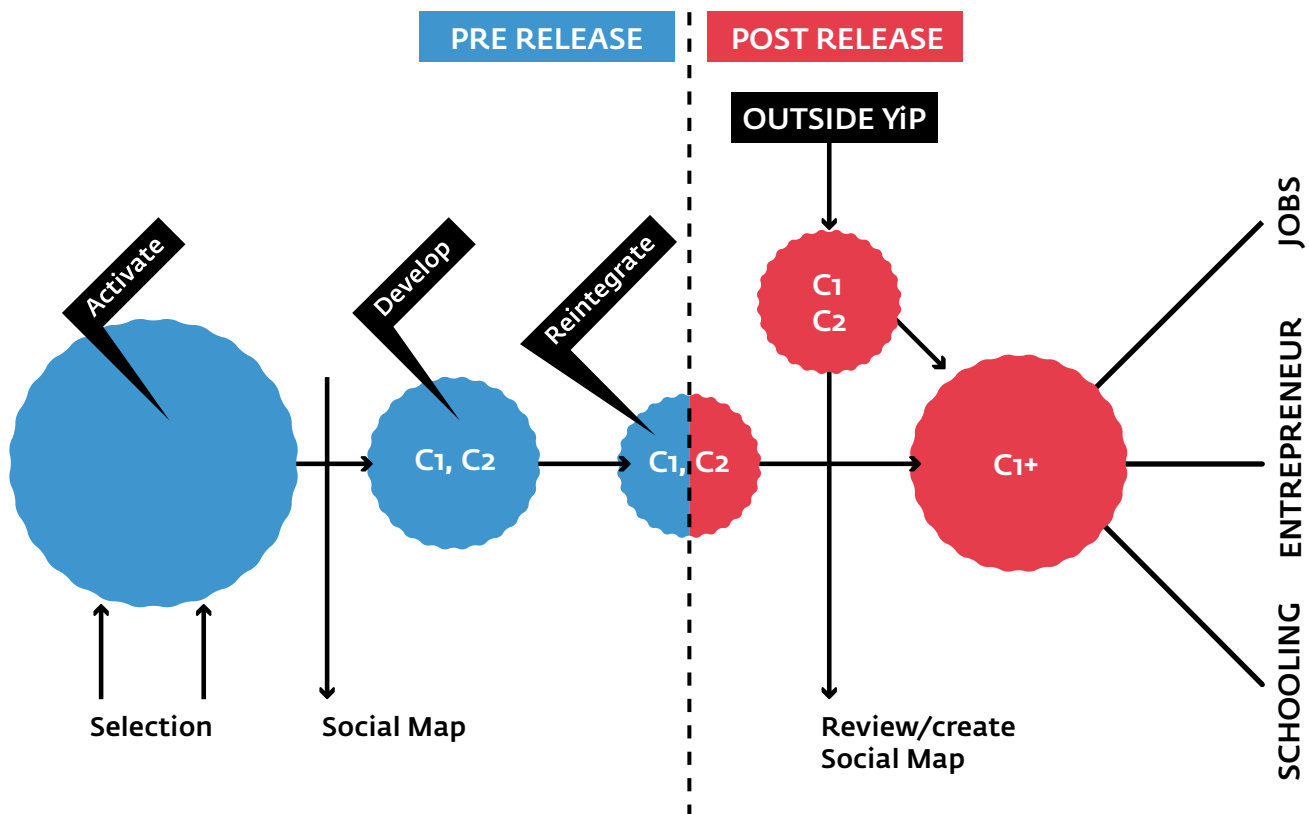 PRE RELEASE
POST RELEASE
OUTSIDE YiP
Activate
Develop
Reintegrate
C1
C2
C1, C2
C1, C2
C1+
JOBS
ENTREPRENEUR
SCHOOLING
Selection
Social Map
Review/create
Social Map